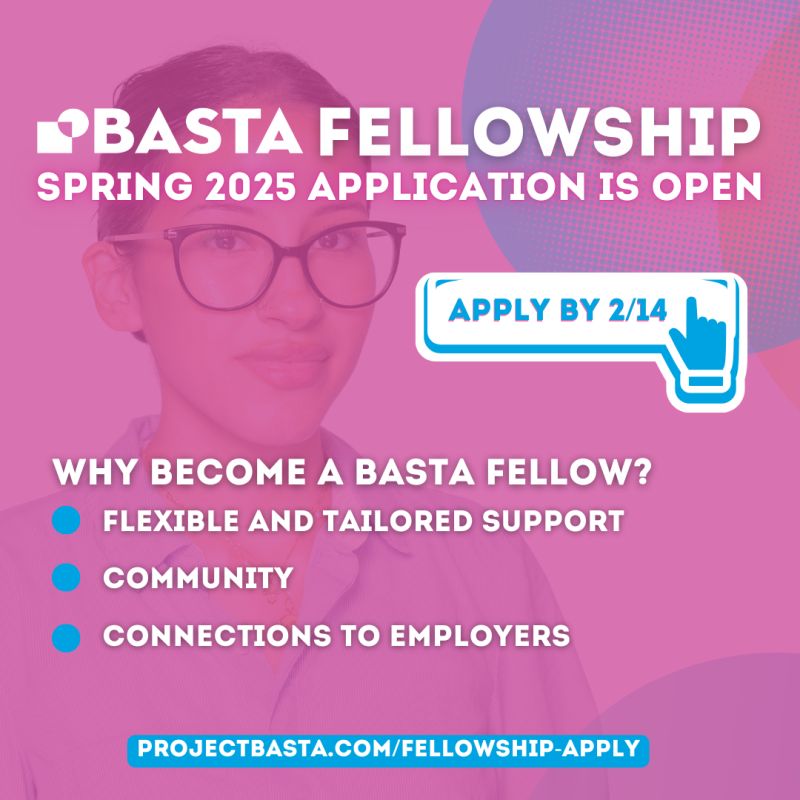 BASTA FELLOWSHIP
SPRING 2025 APPLICATION IS OPEN
APPLY BY 2/14
WHY BECOME A BASTA FELLOW?
FLEXIBLE AND TAILORED SUPPORT
COMMUNITY
CONNECTIONS TO EMPLOYERS
PROJECTBASTA.COM/FELLOWSHIP-APPLY